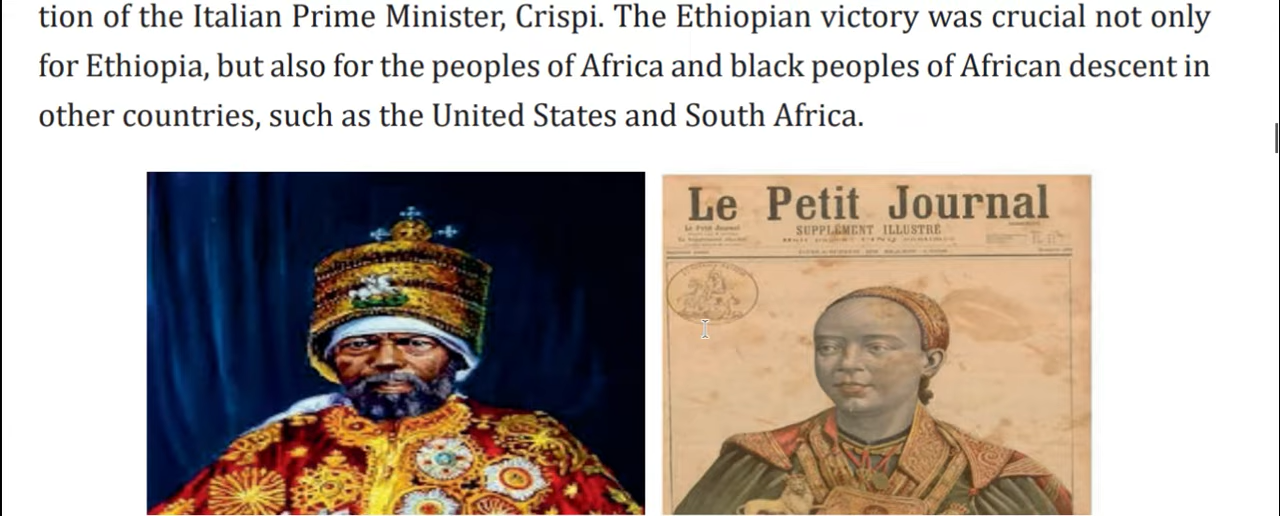 tion of the Italian Prime Minister, Crispi. The Ethiopian victory was crucial not only
for Ethiopia, but also for the peoples of Africa and black peoples of African descent in
other countries, such as the United States and South Africa.
Le Petit Journal
SUPPLÉMENT ILLUSTRÉ